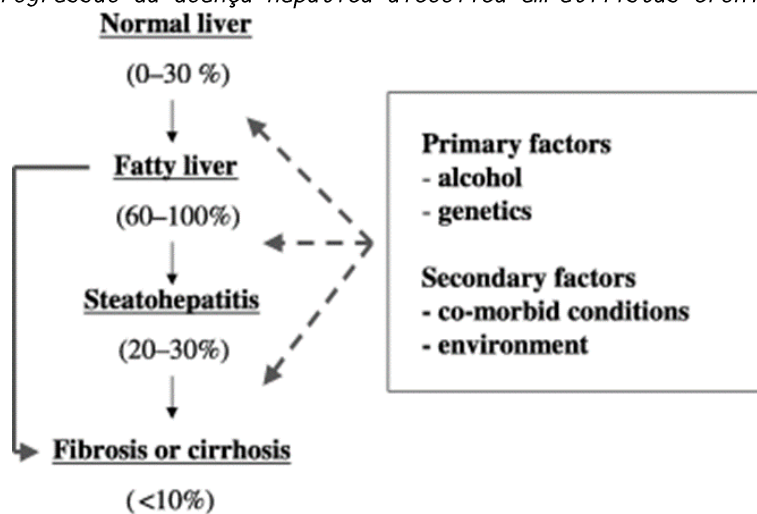 Normal liver
(0–30 %)
Fatty liver
(60–100%)
Steatohepatitis
(20–30%)
Fibrosis or cirrhosis
(<10%)
Primary factors
- alcohol
- genetics
Secondary factors
- co-morbid conditions
- environment